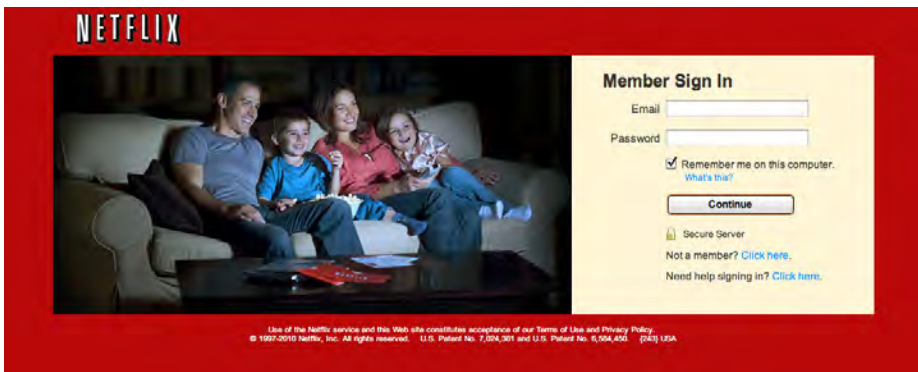 NETFLIX
Member Sign In
Email
Password
Remember me on this computer.
What's this?
Continue
Secure Server
Not a member? Click here.
Need help signing in? Click here.
Use of the Netflix service and this Web site constitutes acceptance of our Terms of Use and Privacy Policy.
© 1997-2010 Netflix, Inc. All rights reserved. U.S. Patent No. 7,024,381 and U.S. Patent No. 6,584,450. {243} USA